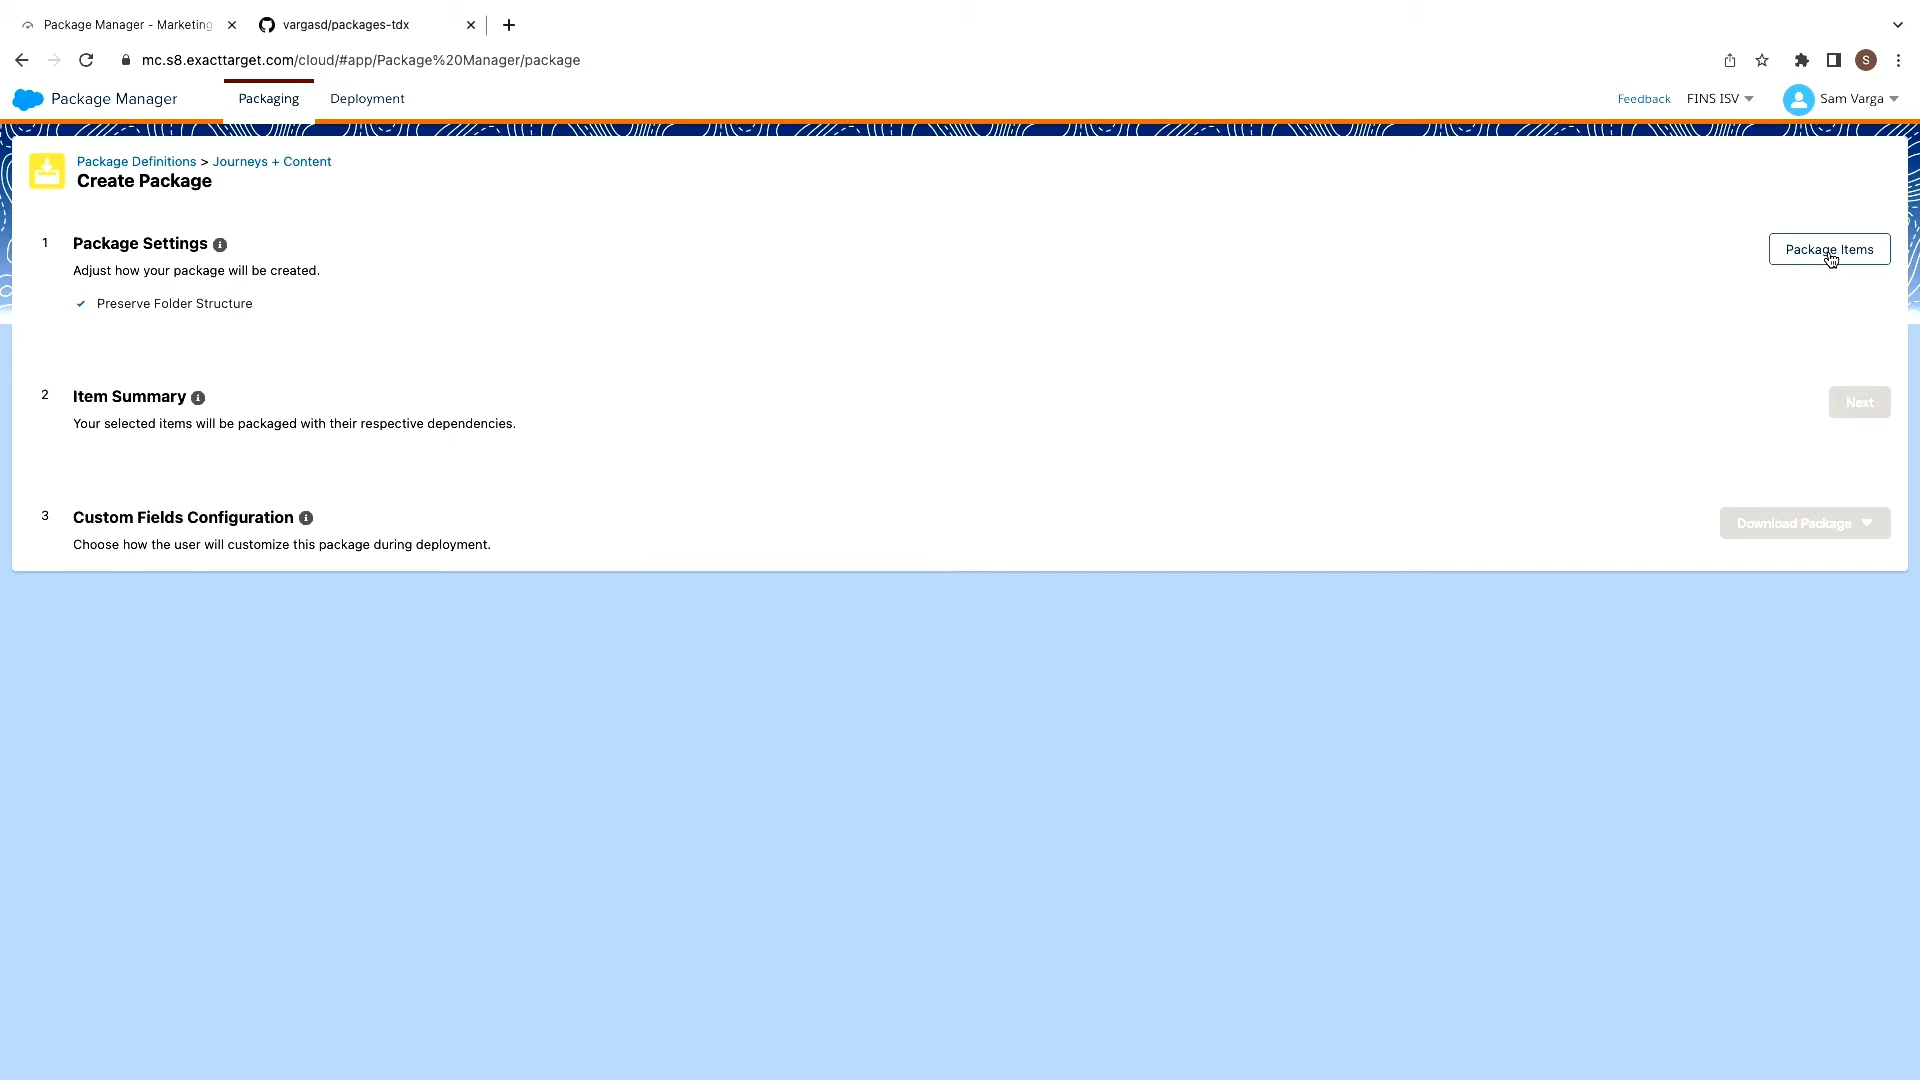 Package Manager - Marketing
vargasd/packages-tdx
mc.s8.exacttarget.com/cloud/#app/Package%20Manager/package
S
Package Manager
Packaging
Deployment
Feedback
FINS ISV
Sam Varga
Package Definitions > Journeys + Content
Create Package
1
Package Settings
Adjust how your package will be created.
Preserve Folder Structure
Package Items
2
Item Summary
Your selected items will be packaged with their respective dependencies.
Next
3
Custom Fields Configuration
Choose how the user will customize this package during deployment.
Download Package